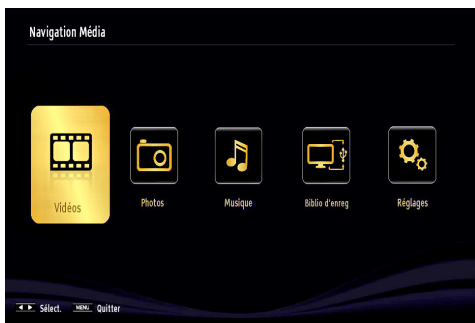 Navigation Média
Vidéos
Photos
Musique
Biblio d'enreg
Réglages
Sélect. MENU Quitter